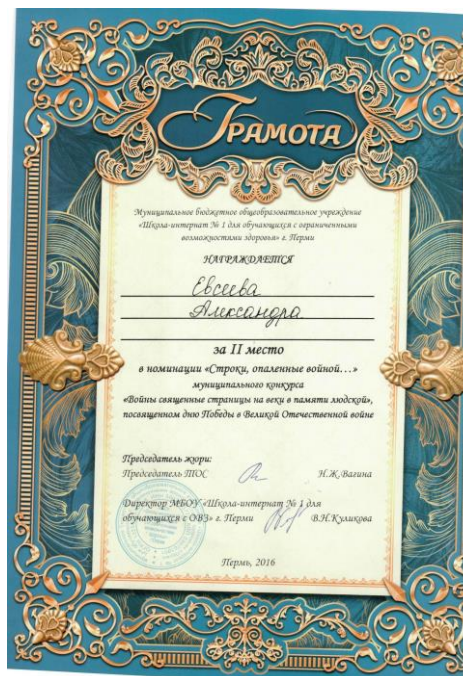 ГРАМОТА
Муниципальное бюджетное общеобразовательное учреждение
«Школа-интернат № 1 для обучающихся с ограниченными
возможностями здоровья» г. Перми
НАГРАЖДАЕТСЯ
Евсеева
Александра
за II место
в номинации «Строки, опаленные войной...»
муниципального конкурса
«Войны священные страницы на веки в памяти людской»,
посвященном дню Победы в Великой Отечественной войне
Председатель жюри:
Председатель ТОС Н.Ж.Вагина
Директор МБОУ «Школа-интернат № 1 для
обучающихся с ОВЗ» г. Перми В.Н.Куликова
Пермь, 2016